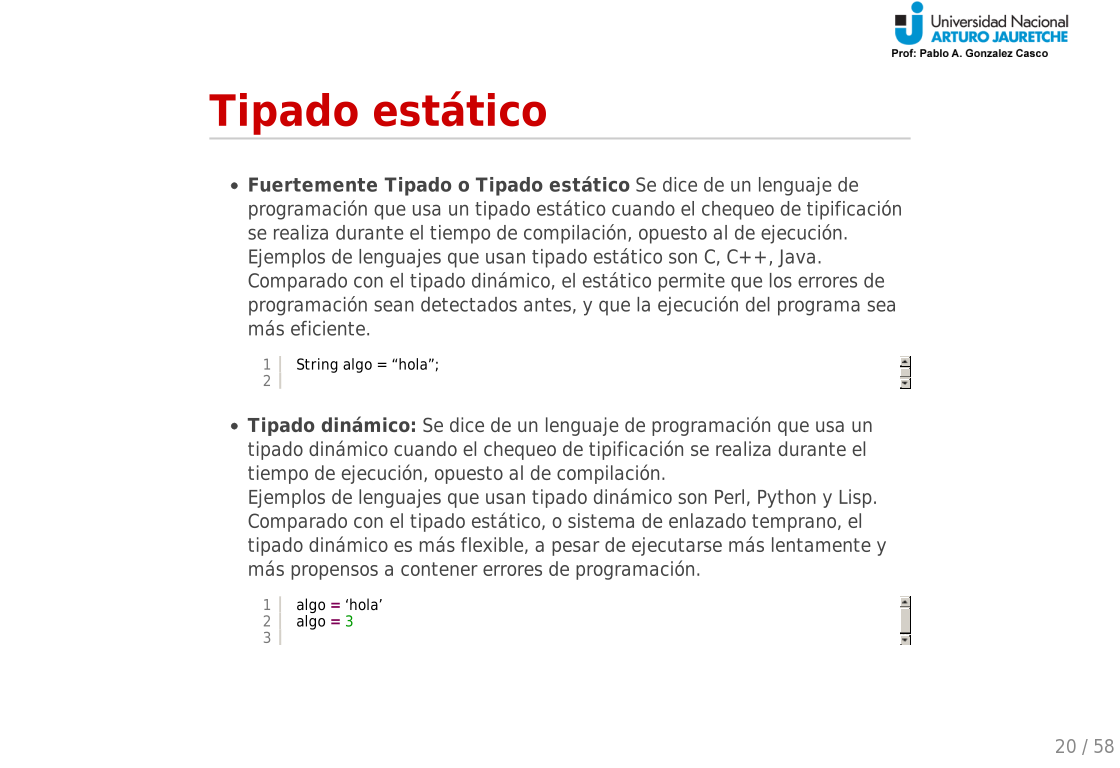 Universidad Nacional
ARTURO JAURETCHE
Prof: Pablo A. Gonzalez Casco
Tipado estático
• Fuertemente Tipado o Tipado estático Se dice de un lenguaje de
programación que usa un tipado estático cuando el chequeo de tipificación
se realiza durante el tiempo de compilación, opuesto al de ejecución.
Ejemplos de lenguajes que usan tipado estático son C, C++, Java.
Comparado con el tipado dinámico, el estático permite que los errores de
programación sean detectados antes, y que la ejecución del programa sea
más eficiente.
1 String algo = “hola”;
2
• Tipado dinámico: Se dice de un lenguaje de programación que usa un
tipado dinámico cuando el chequeo de tipificación se realiza durante el
tiempo de ejecución, opuesto al de compilación.
Ejemplos de lenguajes que usan tipado dinámico son Perl, Python y Lisp.
Comparado con el tipado estático, o sistema de enlazado temprano, el
tipado dinámico es más flexible, a pesar de ejecutarse más lentamente y
más propensos a contener errores de programación.
1 algo = ‘hola’
2 algo = 3
3
20 / 58